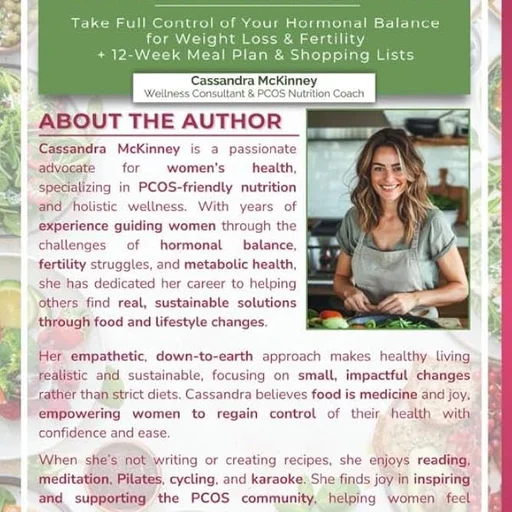 Take Full Control of Your Hormonal Balance
for Weight Loss & Fertility
+ 12-Week Meal Plan & Shopping Lists
Cassandra McKinney
Wellness Consultant & PCOS Nutrition Coach
ABOUT THE AUTHOR
Cassandra McKinney is a passionate
advocate for women's health,
specializing in PCOS-friendly nutrition
and holistic wellness. With years of
experience guiding women through the
challenges of hormonal balance,
fertility struggles, and metabolic health,
she has dedicated her career to helping
others find real, sustainable solutions
through food and lifestyle changes.
Her empathetic, down-to-earth approach makes healthy living
realistic and sustainable, focusing on small, impactful changes
rather than strict diets. Cassandra believes food is medicine and joy,
empowering women to regain control of their health with
confidence and ease.
When she's not writing or creating recipes, she enjoys reading,
meditation, Pilates, cycling, and karaoke. She finds joy in inspiring
and supporting the PCOS community, helping women feel